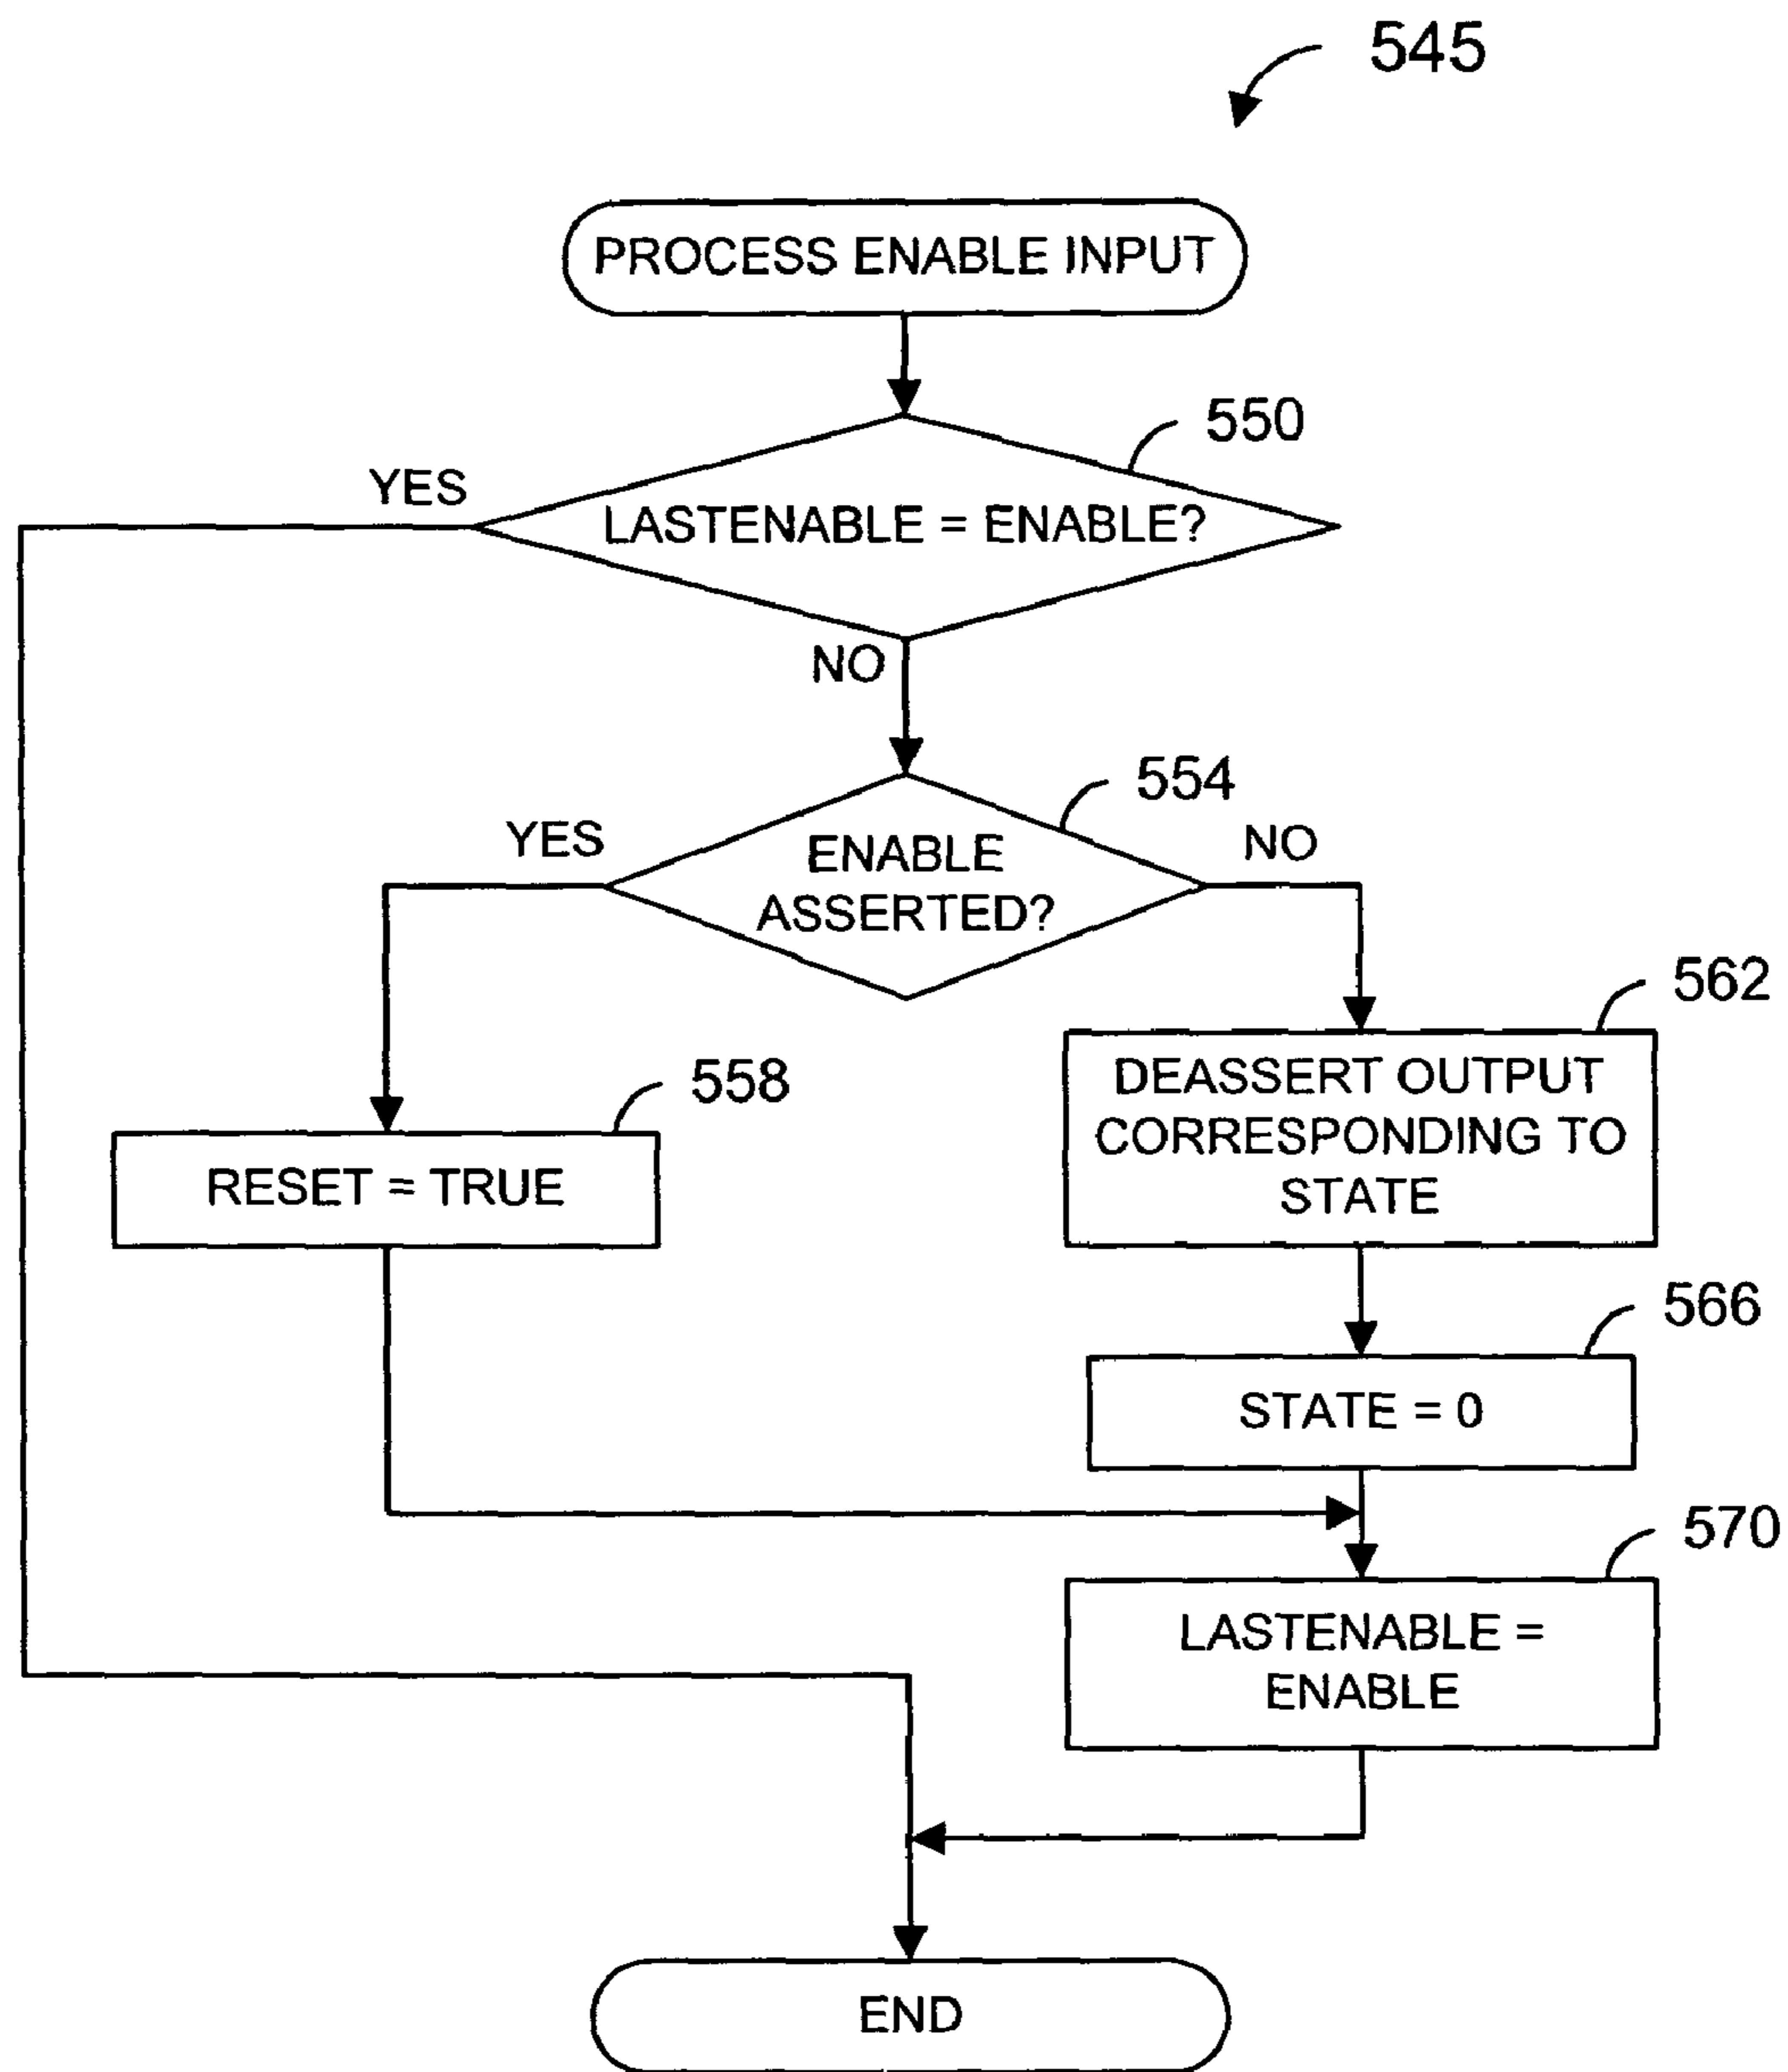 545
PROCESS ENABLE INPUT
550
YES
LASTENABLE = ENABLE?
NO
554
YES
NO
ENABLE
ASSERTED?
562
DEASSERT OUTPUT
CORRESPONDING TO
STATE
558
RESET = TRUE
566
STATE = 0
570
LASTENABLE =
ENABLE
END